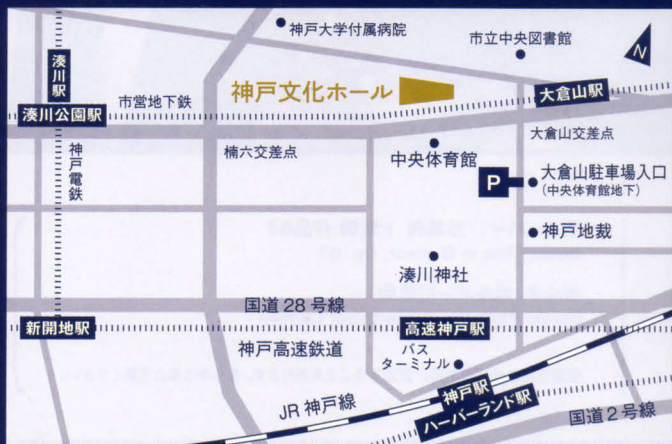 神戸大学付属病院
市立中央図書館
N
湊川駅
神戸文化ホール
大倉山駅
市営地下鉄
湊川公園駅
大倉山交差点
楠六交差点
中央体育館
神戸電鉄
P
大倉山駐車場入口
(中央体育館地下)
神戸地裁
湊川神社
国道28号線
新開地駅
高速神戸駅
神戸高速鉄道
バス
ターミナル
神戸駅
JR神戸線
ハーバーランド駅
国道2号線